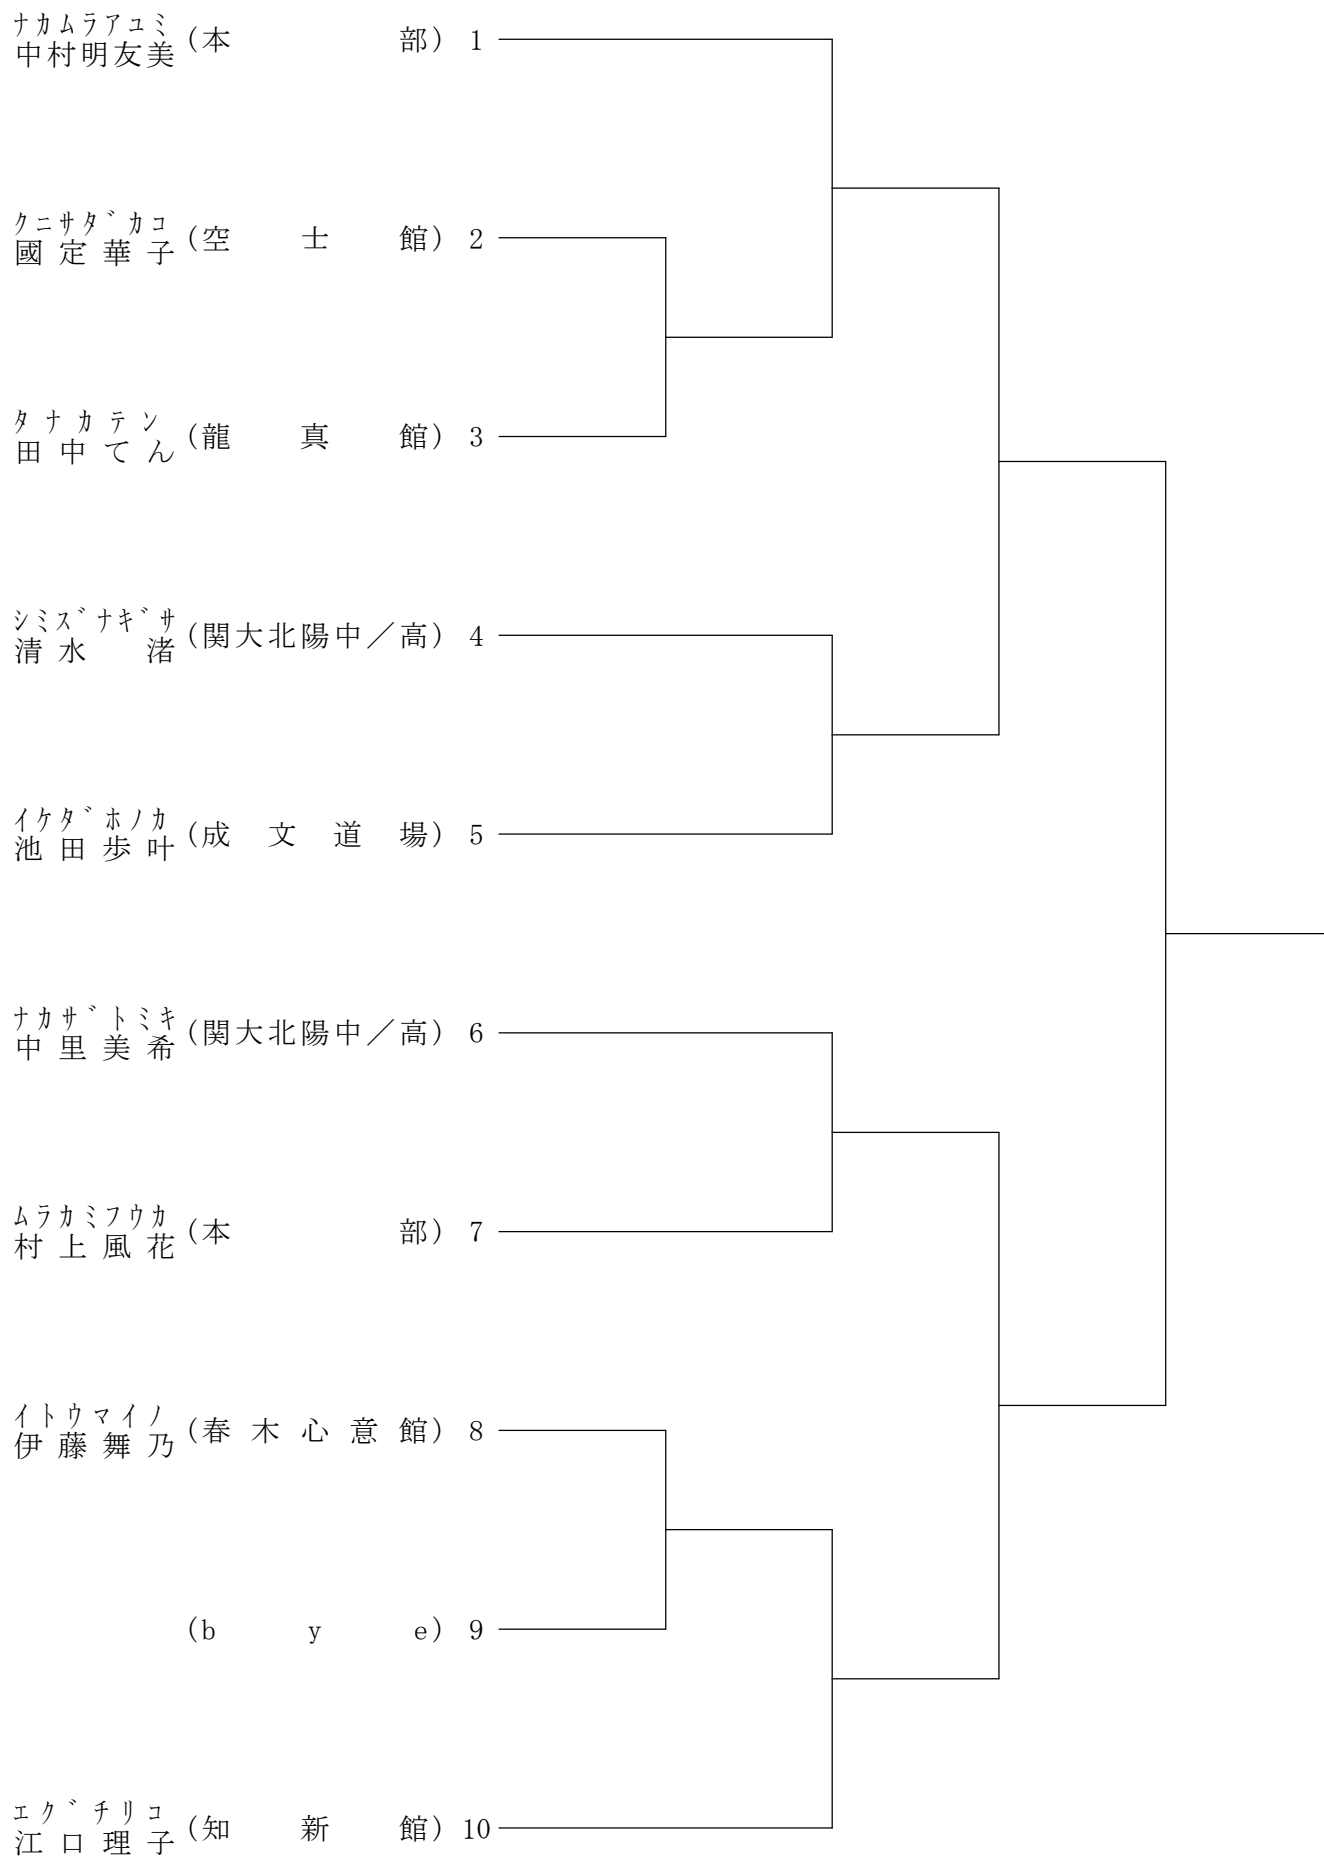 ナカムラアユミ
中村明友美 (本部) 1
クニサダカコ
國定華子 (空士館) 2
タナカテン
田中てん (龍真館) 3
シミズナギサ
清水渚 (関大北陽中／高) 4
イケダホノカ
池田歩叶 (成文道場) 5
ナカザトミキ
中里美希 (関大北陽中／高) 6
ムラカミフウカ
村上風花 (本部) 7
イトウマイノ
伊藤舞乃 (春木心意館) 8
(bye) 9
エグチリコ
江口理子 (知新館) 10